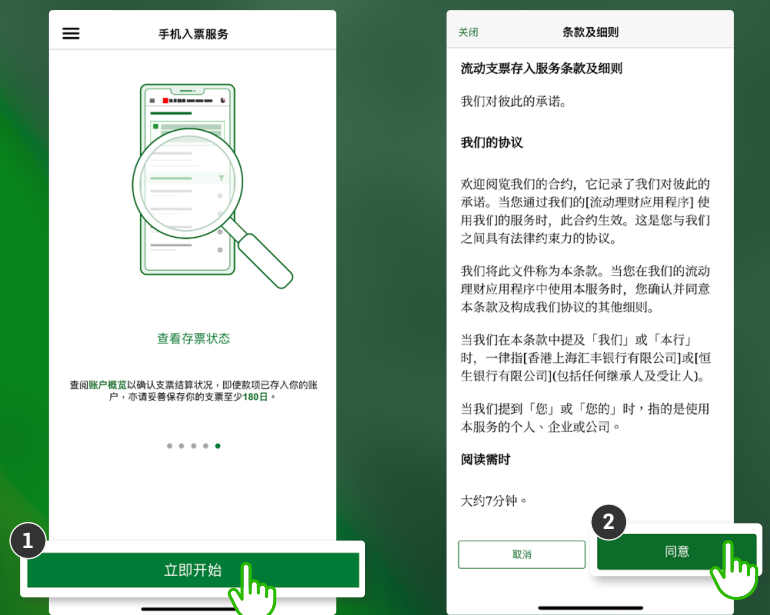 手机入票服务
查看存票状态
查阅账户概览以确认支票结算状况，即使款项已存入你的账
户，亦请妥善保存你的支票至少180日。
1
立即开始
关闭
条款及细则
流动支票存入服务条款及细则
我们对彼此的承诺。
我们的协议
欢迎阅览我们的合约，它记录了我们对彼此的
承诺。当您通过我们的[流动理财应用程序] 使
用我们的服务时，此合约生效。这是您与我们
之间具有法律约束力的协议。
我们将此文件称为本条款。当您在我们的流动
理财应用程序中使用本服务时，您确认并同意
本条款及构成我们协议的其他细则。
当我们在本条款中提及「我们」或「本行」
时，一律指[香港上海汇丰银行有限公司]或[恒
生银行有限公司](包括任何继承人及受让人)。
当我们提到「您」或「您的」时，指的是使用
本服务的个人、企业或公司。
阅读需时
大约7分钟。
2
取消
同意